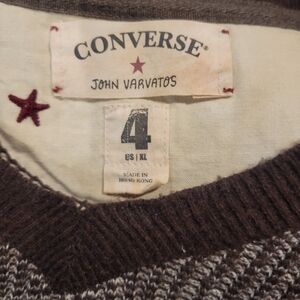 CONVERSE®
JOHN VARVATOS
4
US | XL
MADE IN
HONG KONG